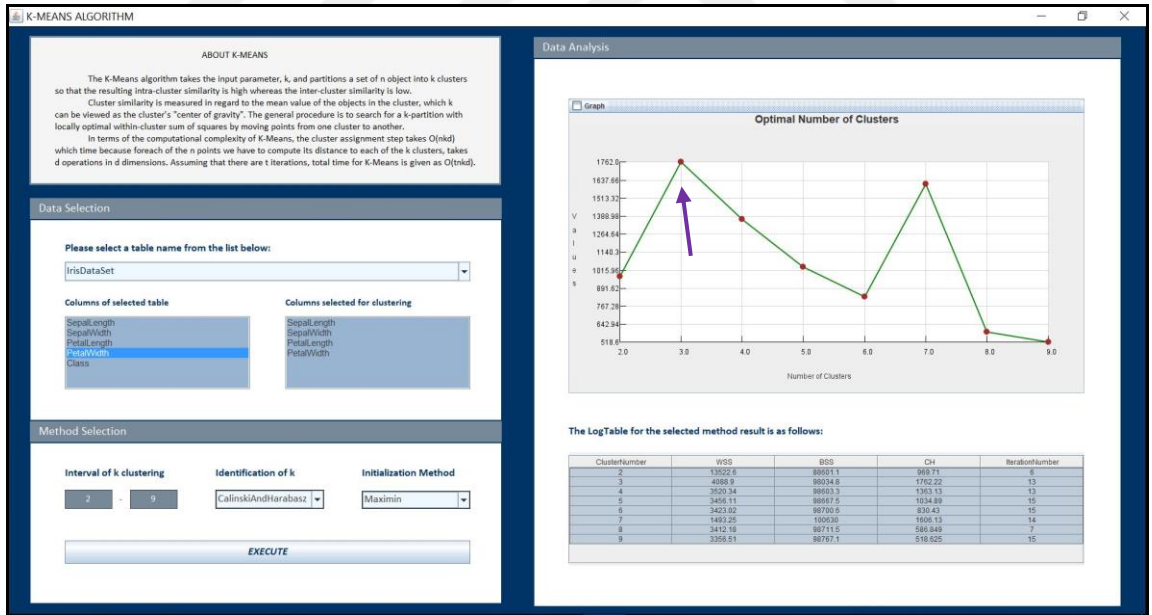 K-MEANS ALGORITHM
ABOUT K-MEANS
The K-Means algorithm takes the input parameter, k, and partitions a set of n object into k clusters
so that the resulting intra-cluster similarity is high whereas the inter-cluster similarity is low.
Cluster similarity is measured in regard to the mean value of the objects in the cluster, which k
can be viewed as the cluster's "center of gravity". The general procedure is to search for a k-partition with
locally optimal within-cluster sum of squares by moving points from one cluster to another.
In terms of the computational complexity of K-Means, the cluster assignment step takes O(nkd)
which time because foreach of the n points we have to compute its distance to each of the k clusters, takes
d operations in d dimensions. Assuming that there are t iterations, total time for K-Means is given as O(tnkd).
Data Selection
Please select a table name from the list below:
IrisDataSet
Columns of selected table
SepalLength
SepalWidth
PetalLength
PetalWidth
Class
Columns selected for clustering
SepalLength
SepalWidth
PetalLength
PetalWidth
Method Selection
Interval of k clustering Identification of k Initialization Method
2 - 9 CalinskiAndHarabasz Maximin
EXECUTE
Data Analysis
Graph
Optimal Number of Clusters
Values
1762.0
1637.66
1513.32
1388.98
1264.64
1140.3
1015.96
891.62
767.28
642.94
518.6
2.0 3.0 4.0 5.0 6.0 7.0 8.0 9.0
Number of Clusters
The LogTable for the selected method result is as follows:
ClusterNumber WSS BSS CH IterationNumber
2 13522.6 88601.1 969.71 6
3 4088.9 98034.8 1762.22 13
4 3520.34 98603.3 1363.13 13
5 3456.11 98667.5 1034.89 15
6 3423.02 98700.6 830.43 15
7 1493.25 100630 1606.13 14
8 3412.18 98711.5 586.849 7
9 3356.51 98767.1 518.625 15